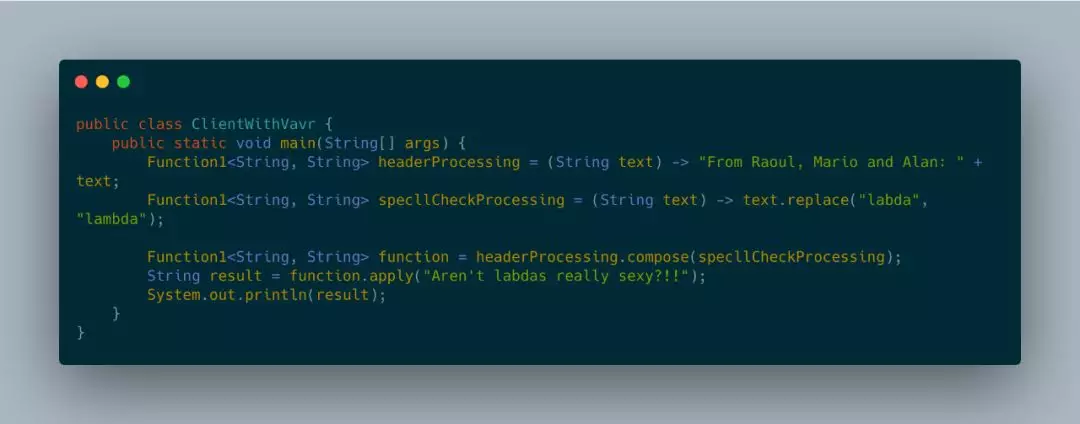 public class ClientWithVavr {
    public static void main(String[] args) {
        Function1<String, String> headerProcessing = (String text) -> "From Raoul, Mario and Alan: " +
text;
        Function1<String, String> specllCheckProcessing = (String text) -> text.replace("labda",
"lambda");
        Function1<String, String> function = headerProcessing.compose(specllCheckProcessing);
        String result = function.apply("Aren't labdas really sexy?!!");
        System.out.println(result);
    }
}